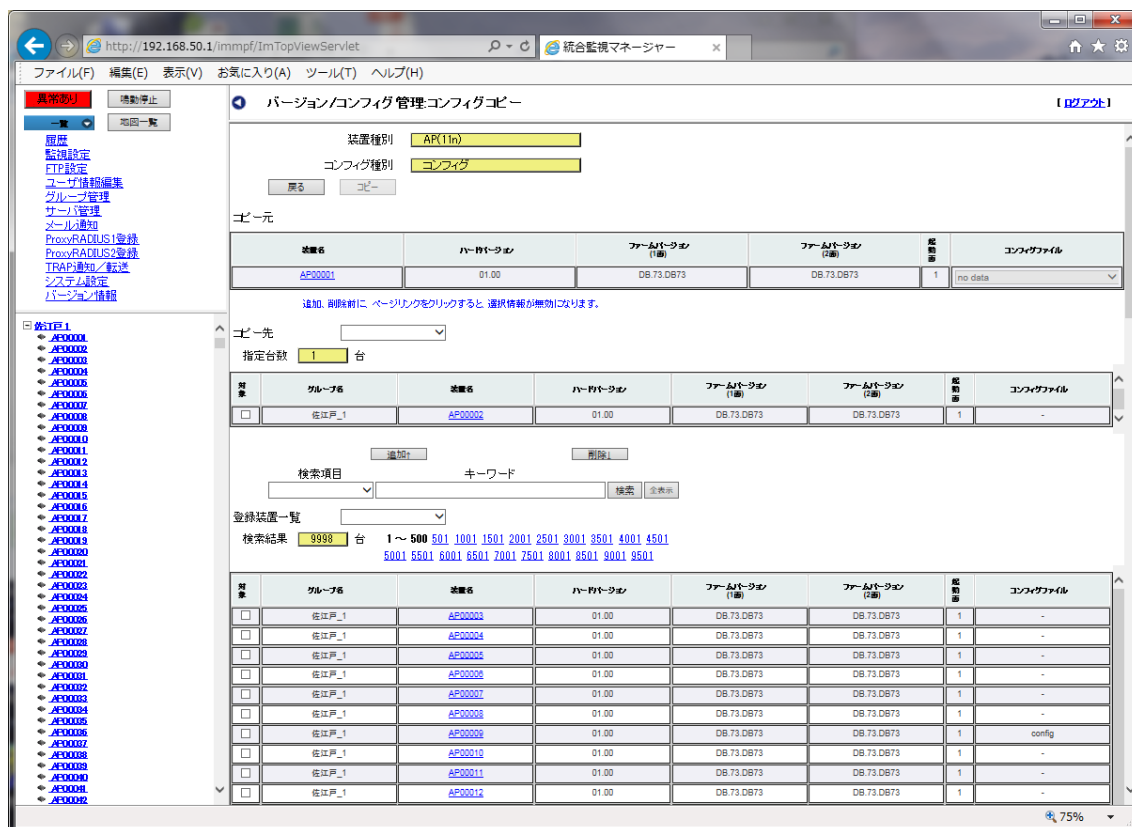 http://192.168.50.1/immpf/ImTopViewServlet
統合監視マネージャー
ファイル(F) 編集(E) 表示(V) お気に入り(A) ツール(T) ヘルプ(H)
異常あり 鳴動停止
一覧 地図一覧
履歴
監視設定
FTP設定
ユーザ情報編集
グループ管理
サーバ管理
メール通知
ProxyRADIUS1登録
ProxyRADIUS2登録
TRAP通知/転送
システム設定
バージョン情報
佐江戸1
AP00001
AP00002
AP00003
AP00004
AP00005
AP00006
AP00007
AP00008
AP00009
AP00010
AP00011
AP00012
AP00013
AP00014
AP00015
AP00016
AP00017
AP00018
AP00019
AP00020
AP00021
AP00022
AP00023
AP00024
AP00025
AP00026
AP00027
AP00028
AP00029
AP00030
AP00031
AP00032
AP00033
AP00034
AP00035
AP00036
AP00037
AP00038
AP00039
AP00040
AP00041
AP00042
バージョン/コンフィグ管理:コンフィグコピー [ログアウト]
装置種別 AP(11n)
コンフィグ種別 コンフィグ
戻る コピー
コピー元
装置名 ハードバージョン ファームバージョン(1面) ファームバージョン(2面) 起動面 コンフィグファイル
AP00001 01.00 DB.73.DB73 DB.73.DB73 1 no data
追加、削除前に、ページリンクをクリックすると、選択情報が無効になります。
コピー先
指定台数 1 台
対象 グループ名 装置名 ハードバージョン ファームバージョン(1面) ファームバージョン(2面) 起動面 コンフィグファイル
佐江戸_1 AP00002 01.00 DB.73.DB73 DB.73.DB73 1 -
追加↑ 削除↓
検索項目 キーワード
検索 全表示
登録装置一覧
検索結果 9998 台 1 ～ 500 501 1001 1501 2001 2501 3001 3501 4001 4501
5001 5501 6001 6501 7001 7501 8001 8501 9001 9501
対象 グループ名 装置名 ハードバージョン ファームバージョン(1面) ファームバージョン(2面) 起動面 コンフィグファイル
佐江戸_1 AP00003 01.00 DB.73.DB73 DB.73.DB73 1 -
佐江戸_1 AP00004 01.00 DB.73.DB73 DB.73.DB73 1 -
佐江戸_1 AP00005 01.00 DB.73.DB73 DB.73.DB73 1 -
佐江戸_1 AP00006 01.00 DB.73.DB73 DB.73.DB73 1 -
佐江戸_1 AP00007 01.00 DB.73.DB73 DB.73.DB73 1 -
佐江戸_1 AP00008 01.00 DB.73.DB73 DB.73.DB73 1 -
佐江戸_1 AP00009 01.00 DB.73.DB73 DB.73.DB73 1 config
佐江戸_1 AP00010 01.00 DB.73.DB73 DB.73.DB73 1 -
佐江戸_1 AP00011 01.00 DB.73.DB73 DB.73.DB73 1 -
佐江戸_1 AP00012 01.00 DB.73.DB73 DB.73.DB73 1 -
75%